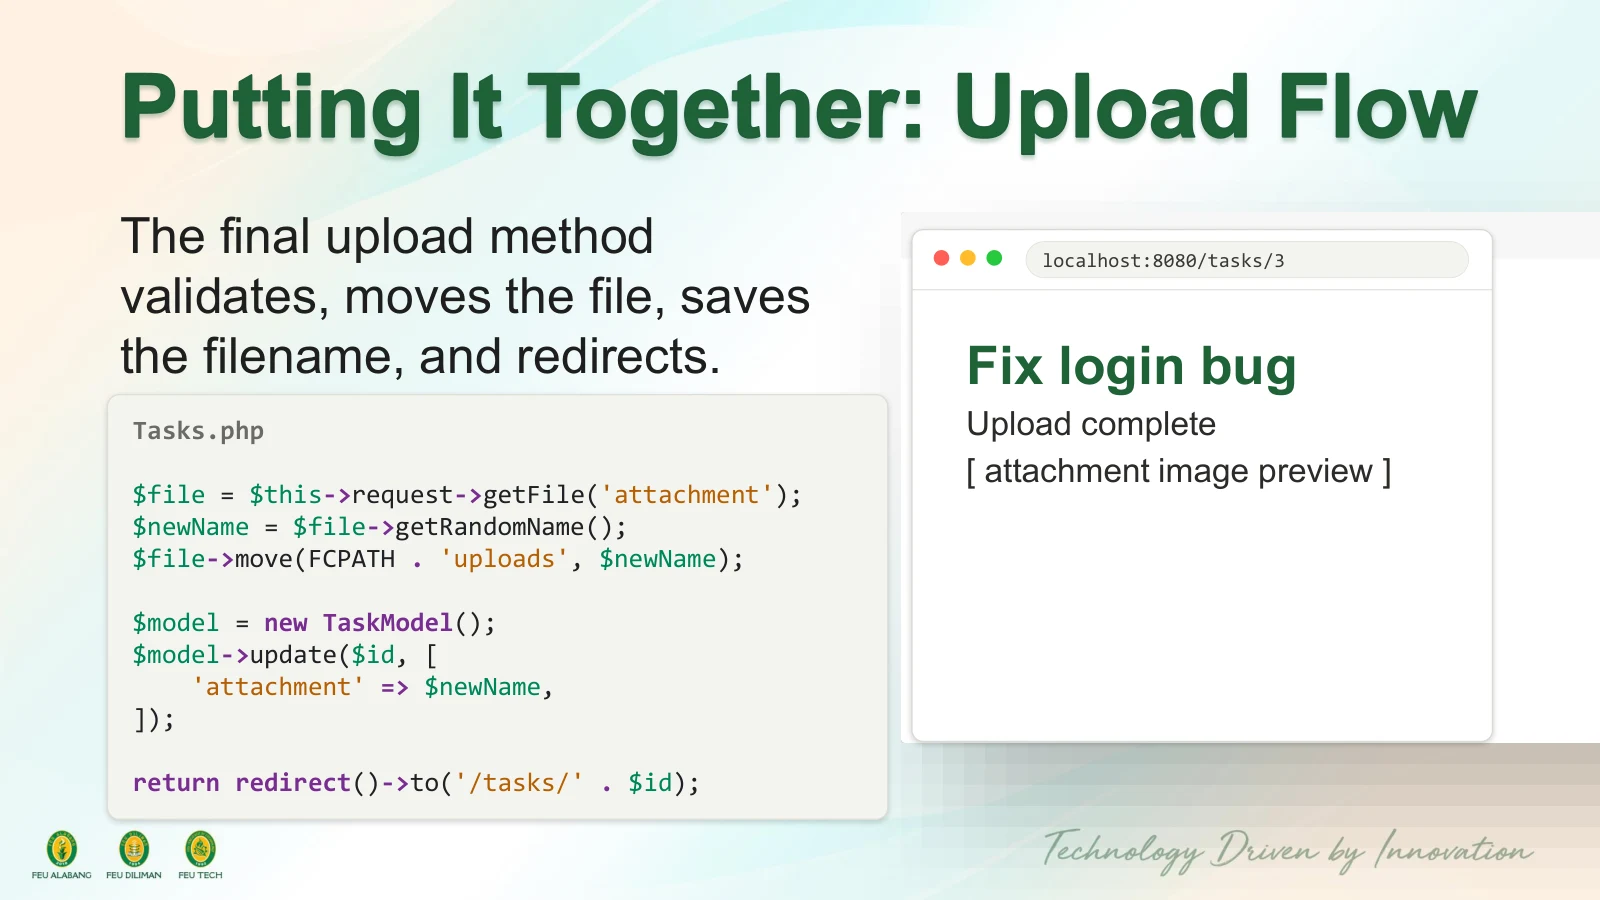 Putting It Together: Upload Flow
The final upload method
validates, moves the file, saves
the filename, and redirects.
Tasks.php
$file = $this->request->getFile('attachment');
$newName = $file->getRandomName();
$file->move(FCPATH . 'uploads', $newName);
$model = new TaskModel();
$model->update($id, [
    'attachment' => $newName,
]);
return redirect()->to('/tasks/' . $id);
localhost:8080/tasks/3
Fix login bug
Upload complete
[ attachment image preview ]
FEU ALABANG
FEU DILIMAN
FEU TECH
Technology Driven by Innovation